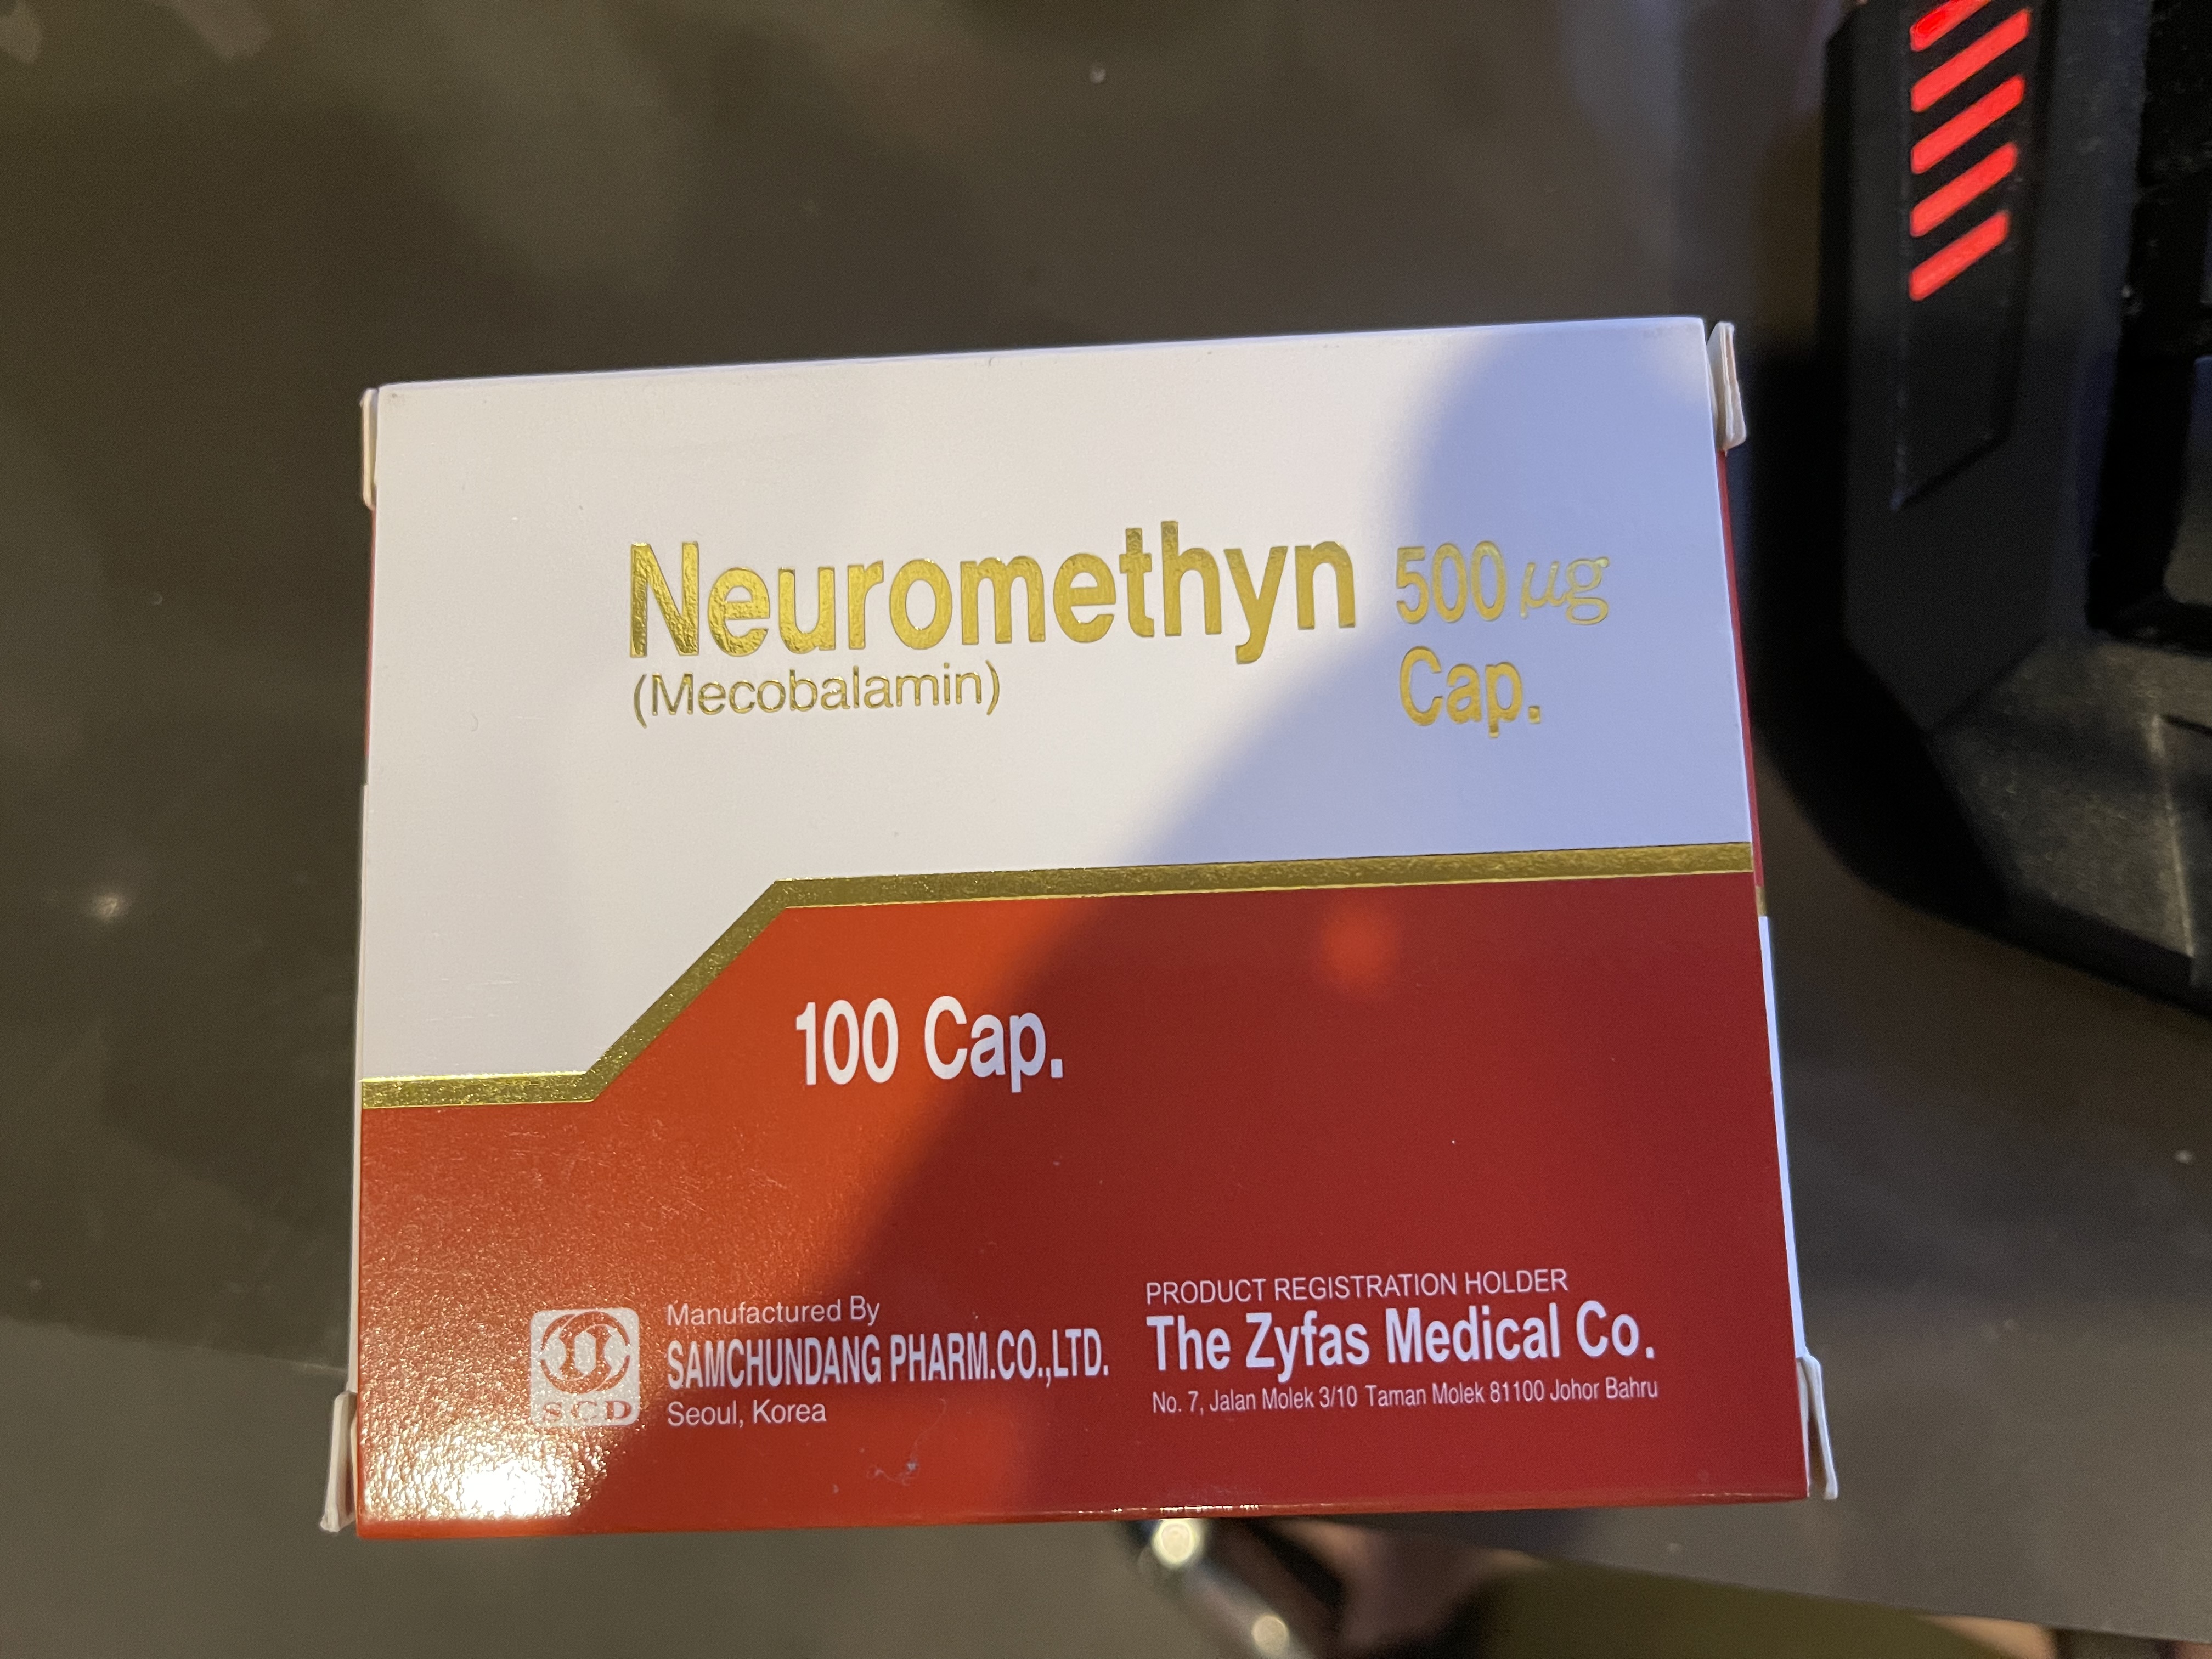 Neuromethyn 500 μg
(Mecobalamin) Cap.
100 Cap.
SCD
Manufactured By
SAMCHUNDANG PHARM.CO.,LTD.
Seoul, Korea
PRODUCT REGISTRATION HOLDER
The Zyfas Medical Co.
No. 7, Jalan Molek 3/10 Taman Molek 81100 Johor Bahru